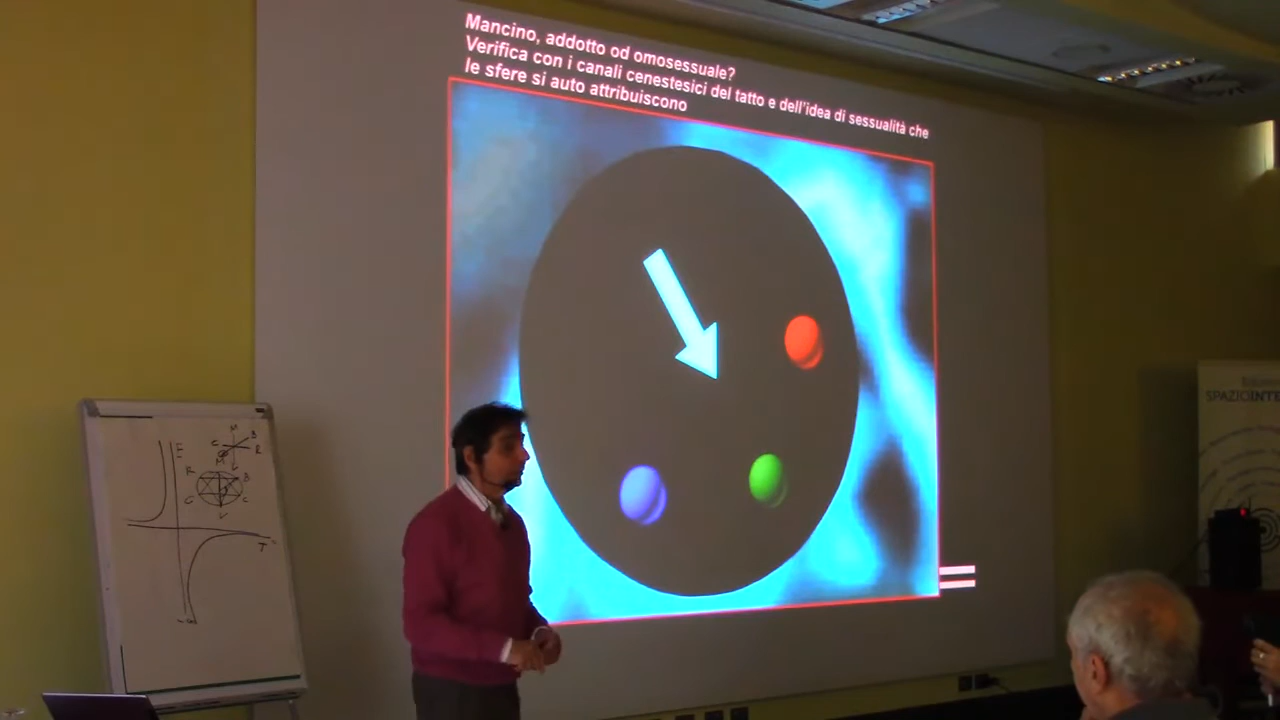 Mancino, addotto od omosessuale?
Verifica con i canali cenestesici del tatto e dell'idea di sessualità che
le sfere si auto attribuiscono
SPAZIOINTE
M
B
C
R
E
R
B
C
C
V
T